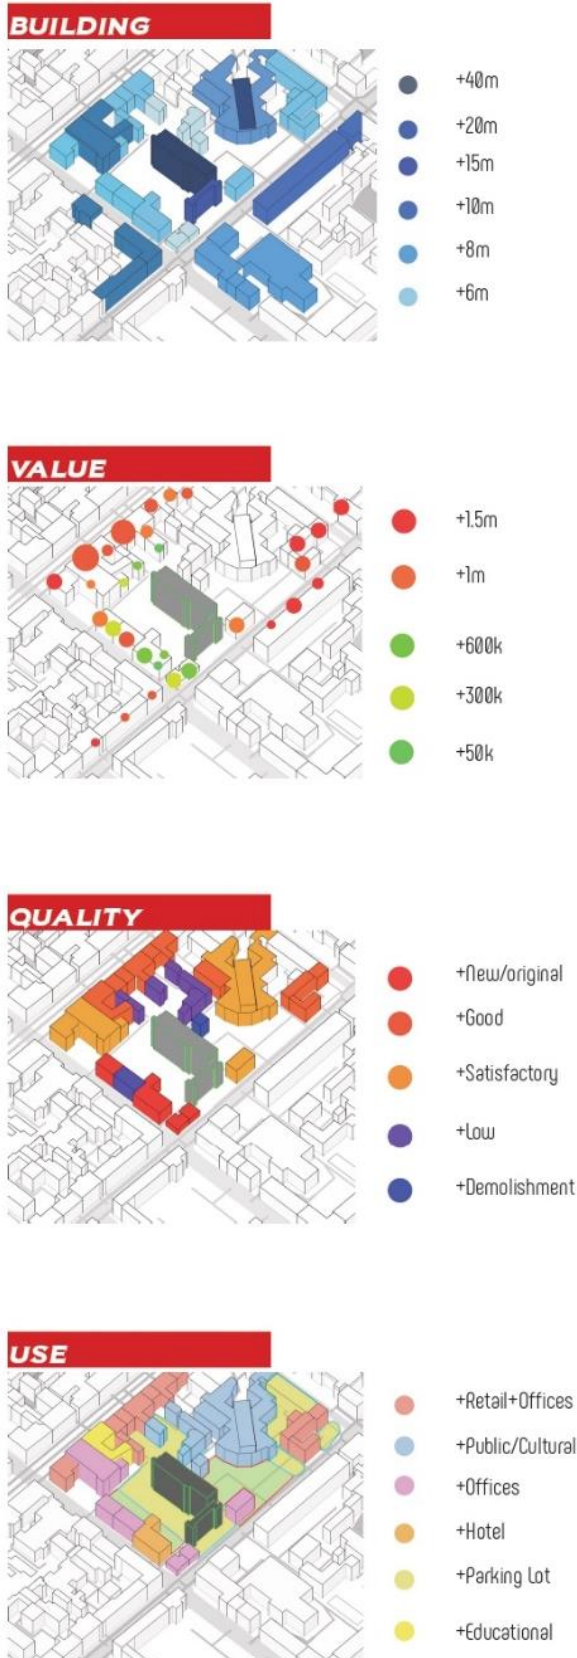 BUILDING
+40m
+20m
+15m
+10m
+8m
+6m
VALUE
+1.5m
+1m
+600k
+300k
+50k
QUALITY
+New/original
+Good
+Satisfactory
+Low
+Demolishment
USE
+Retail+Offices
+Public/Cultural
+Offices
+Hotel
+Parking Lot
+Educational